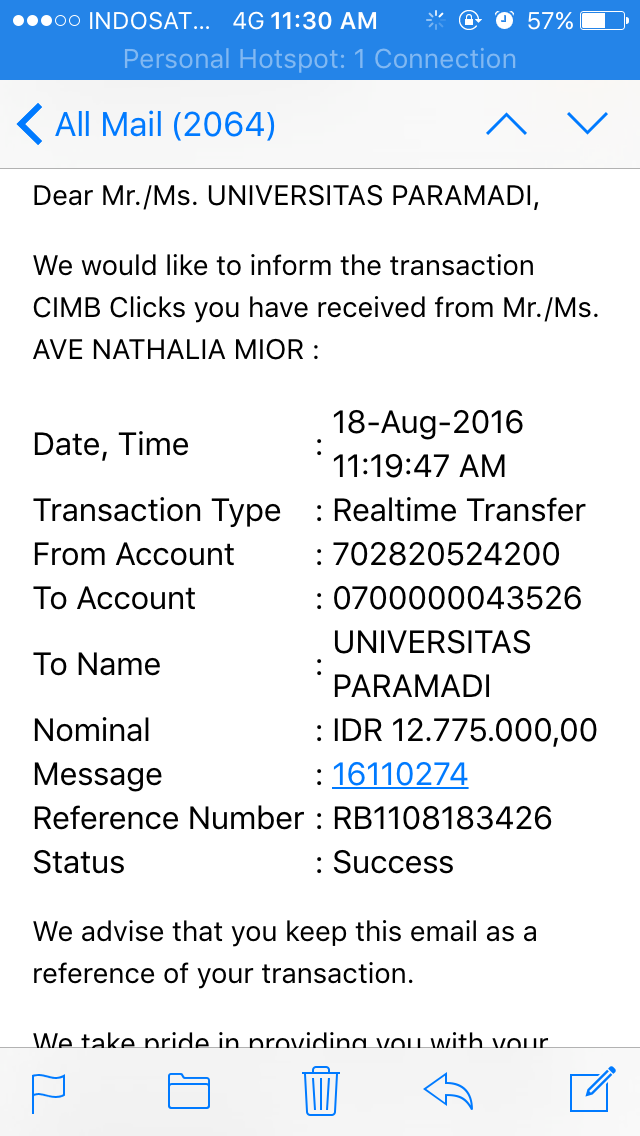 INDOSAT... 4G 11:30 AM 57%
Personal Hotspot: 1 Connection
All Mail (2064)
Dear Mr./Ms. UNIVERSITAS PARAMADI,
We would like to inform the transaction
CIMB Clicks you have received from Mr./Ms.
AVE NATHALIA MIOR :
Date, Time : 18-Aug-2016
11:19:47 AM
Transaction Type : Realtime Transfer
From Account : 702820524200
To Account : 0700000043526
To Name : UNIVERSITAS
PARAMADI
Nominal : IDR 12.775.000,00
Message : 16110274
Reference Number : RB1108183426
Status : Success
We advise that you keep this email as a
reference of your transaction.
We take pride in providing you with your